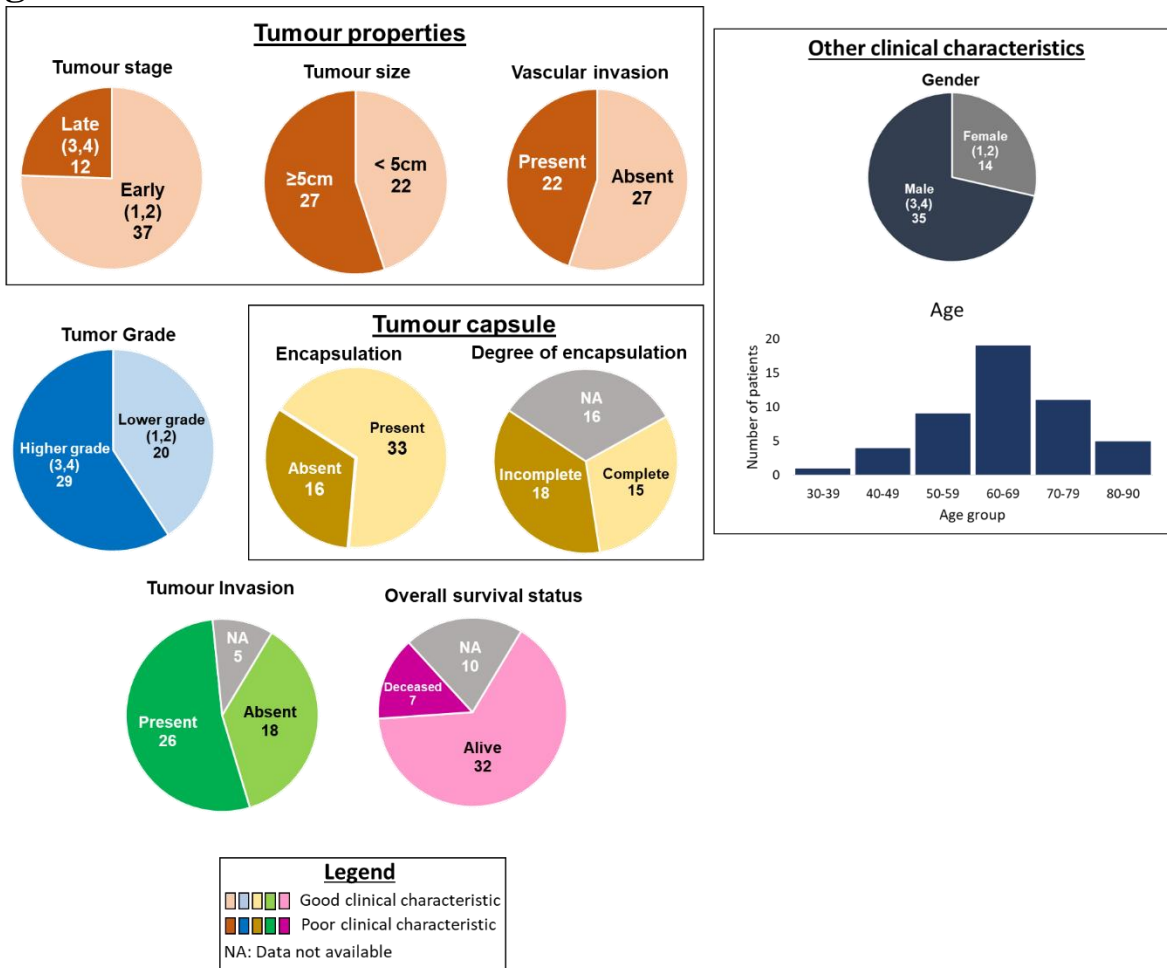 Tumour properties
Tumour stage
Late
(3,4)
12
Early
(1,2)
37
Tumour size
≥5cm
27
< 5cm
22
Vascular invasion
Present
22
Absent
27
Other clinical characteristics
Gender
Female
(1,2)
14
Male
(3,4)
35
Age
Number of patients
20
15
10
5
0
30-39 40-49 50-59 60-69 70-79 80-90
Age group
Tumor Grade
Higher grade
(3,4)
29
Lower grade
(1,2)
20
Tumour capsule
Encapsulation
Absent
16
Present
33
Degree of encapsulation
NA
16
Incomplete
18
Complete
15
Tumour Invasion
NA
5
Present
26
Absent
18
Overall survival status
NA
10
Deceased
7
Alive
32
Legend
Good clinical characteristic
Poor clinical characteristic
NA: Data not available